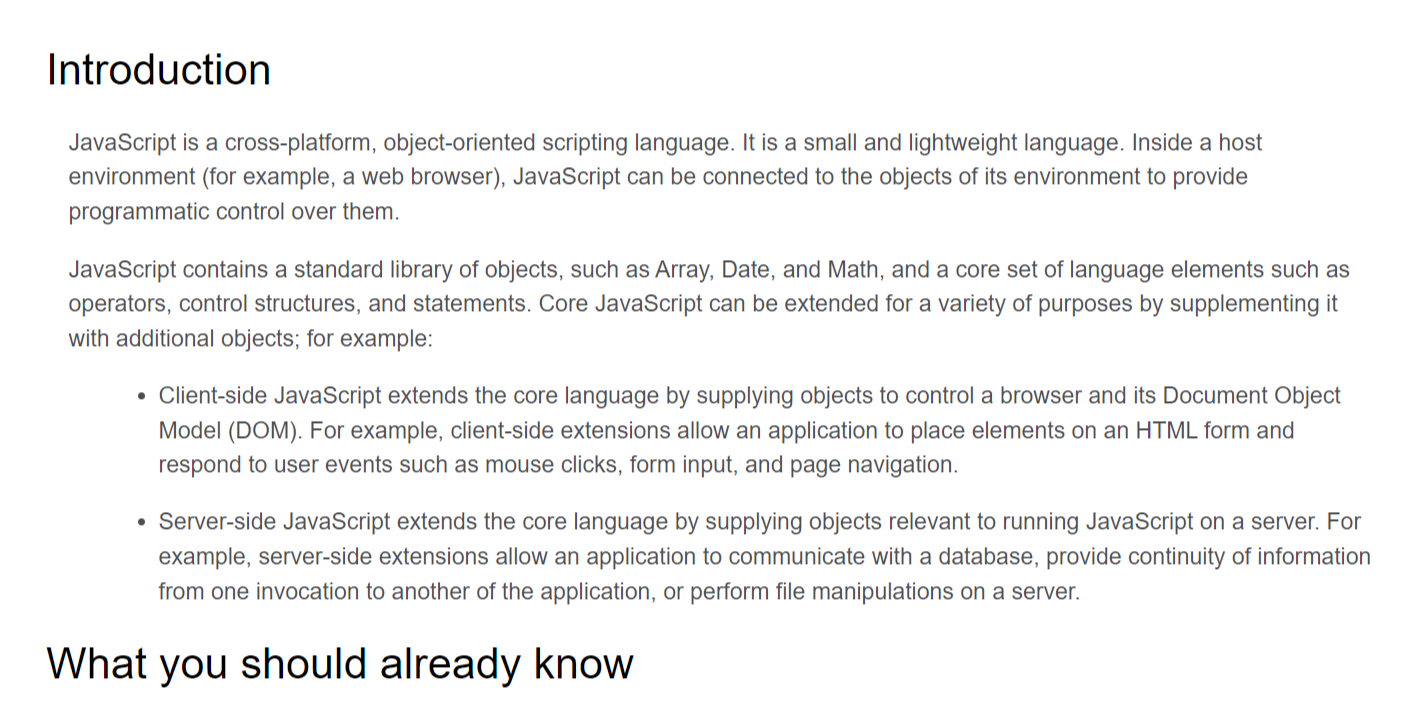 Introduction
JavaScript is a cross-platform, object-oriented scripting language. It is a small and lightweight language. Inside a host
environment (for example, a web browser), JavaScript can be connected to the objects of its environment to provide
programmatic control over them.
JavaScript contains a standard library of objects, such as Array, Date, and Math, and a core set of language elements such as
operators, control structures, and statements. Core JavaScript can be extended for a variety of purposes by supplementing it
with additional objects; for example:
• Client-side JavaScript extends the core language by supplying objects to control a browser and its Document Object
Model (DOM). For example, client-side extensions allow an application to place elements on an HTML form and
respond to user events such as mouse clicks, form input, and page navigation.
• Server-side JavaScript extends the core language by supplying objects relevant to running JavaScript on a server. For
example, server-side extensions allow an application to communicate with a database, provide continuity of information
from one invocation to another of the application, or perform file manipulations on a server.
What you should already know